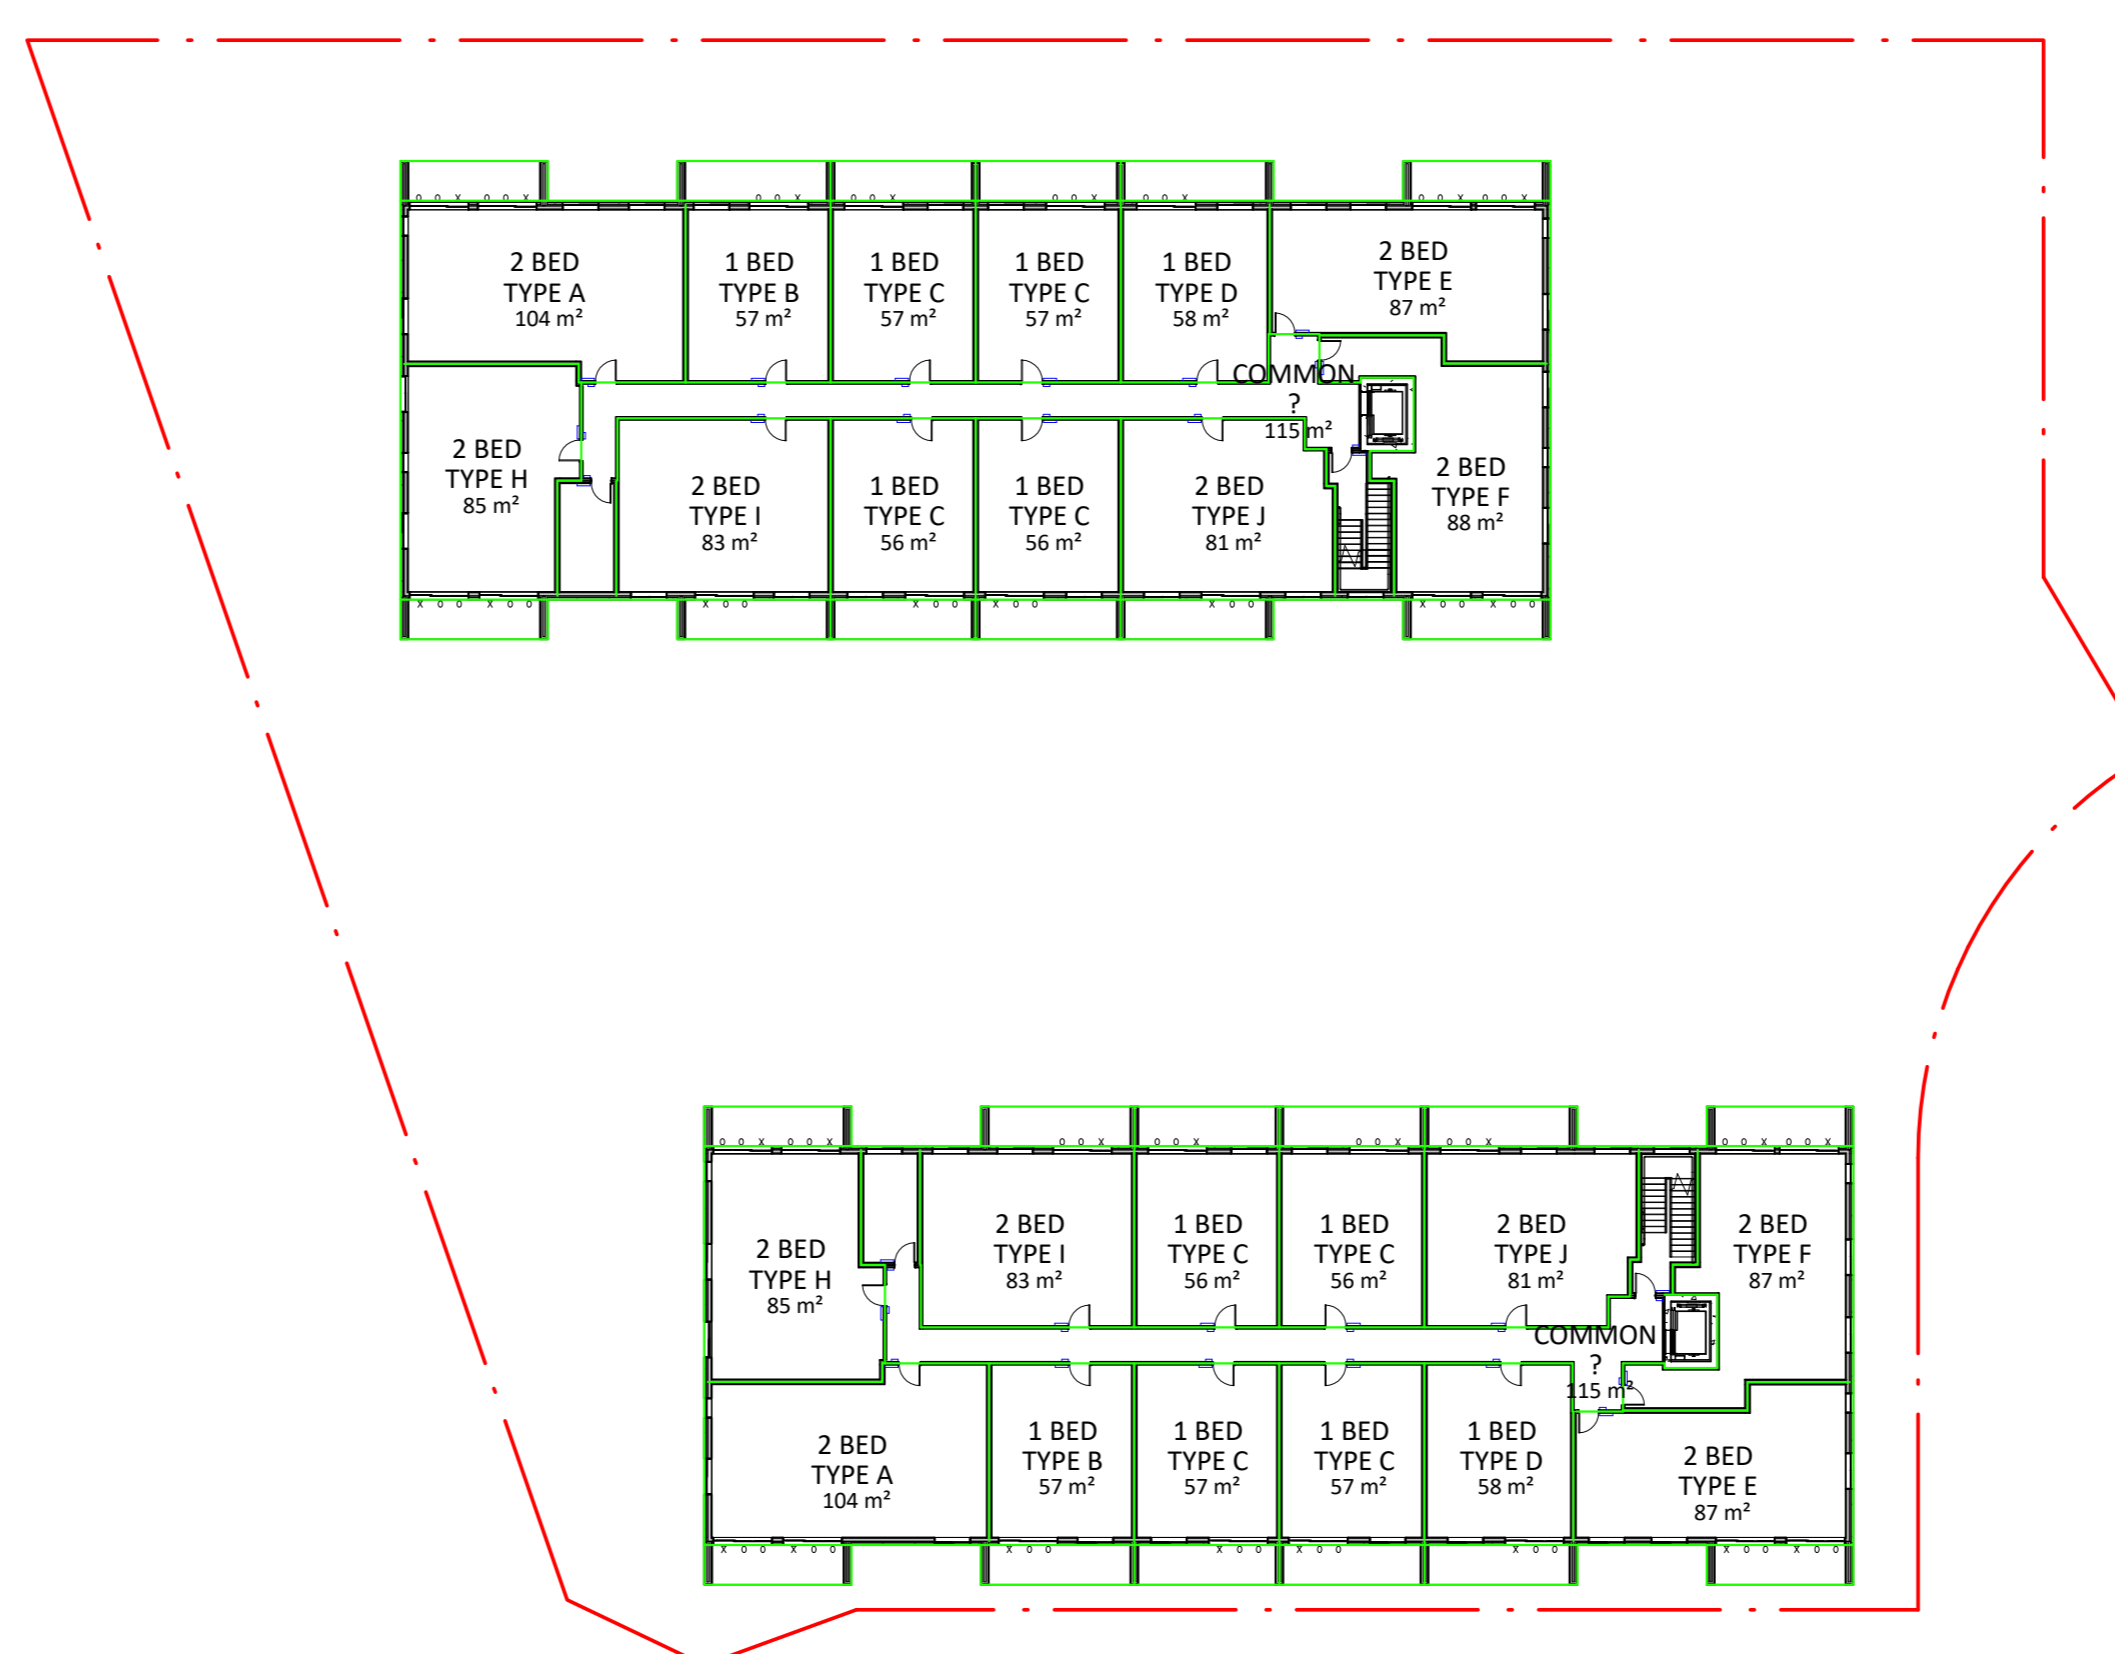 o o x o o x
o o x
o o x
o o x
o o x
o o x o o x
2 BED
TYPE A
104 m²
1 BED
TYPE B
57 m²
1 BED
TYPE C
57 m²
1 BED
TYPE C
57 m²
1 BED
TYPE D
58 m²
2 BED
TYPE E
87 m²
COMMON
?
115 m²
2 BED
TYPE H
85 m²
2 BED
TYPE I
83 m²
1 BED
TYPE C
56 m²
1 BED
TYPE C
56 m²
2 BED
TYPE J
81 m²
2 BED
TYPE F
88 m²
x o o x o o
x o o
x o o
x o o
x o o
x o o x o o
o o x o o x
o o x
o o x
o o x
o o x
o o x o o x
2 BED
TYPE H
85 m²
2 BED
TYPE I
83 m²
1 BED
TYPE C
56 m²
1 BED
TYPE C
56 m²
2 BED
TYPE J
81 m²
2 BED
TYPE F
87 m²
COMMON
?
115 m²
2 BED
TYPE A
104 m²
1 BED
TYPE B
57 m²
1 BED
TYPE C
57 m²
1 BED
TYPE C
57 m²
1 BED
TYPE D
58 m²
2 BED
TYPE E
87 m²
x o o x o o
x o o
x o o
x o o
x o o
x o o x o o